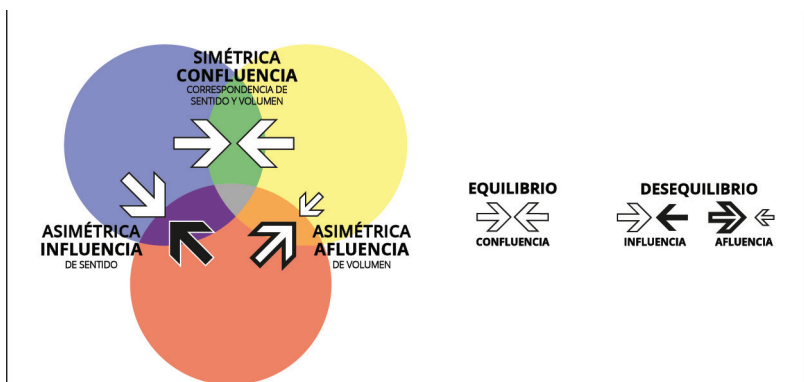 SIMÉTRICA
CONFLUENCIA
CORRESPONDENCIA DE
SENTIDO Y VOLUMEN
ASIMÉTRICA
INFLUENCIA
DE SENTIDO
ASIMÉTRICA
AFLUENCIA
DE VOLUMEN
EQUILIBRIO
CONFLUENCIA
DESEQUILIBRIO
INFLUENCIA
AFLUENCIA